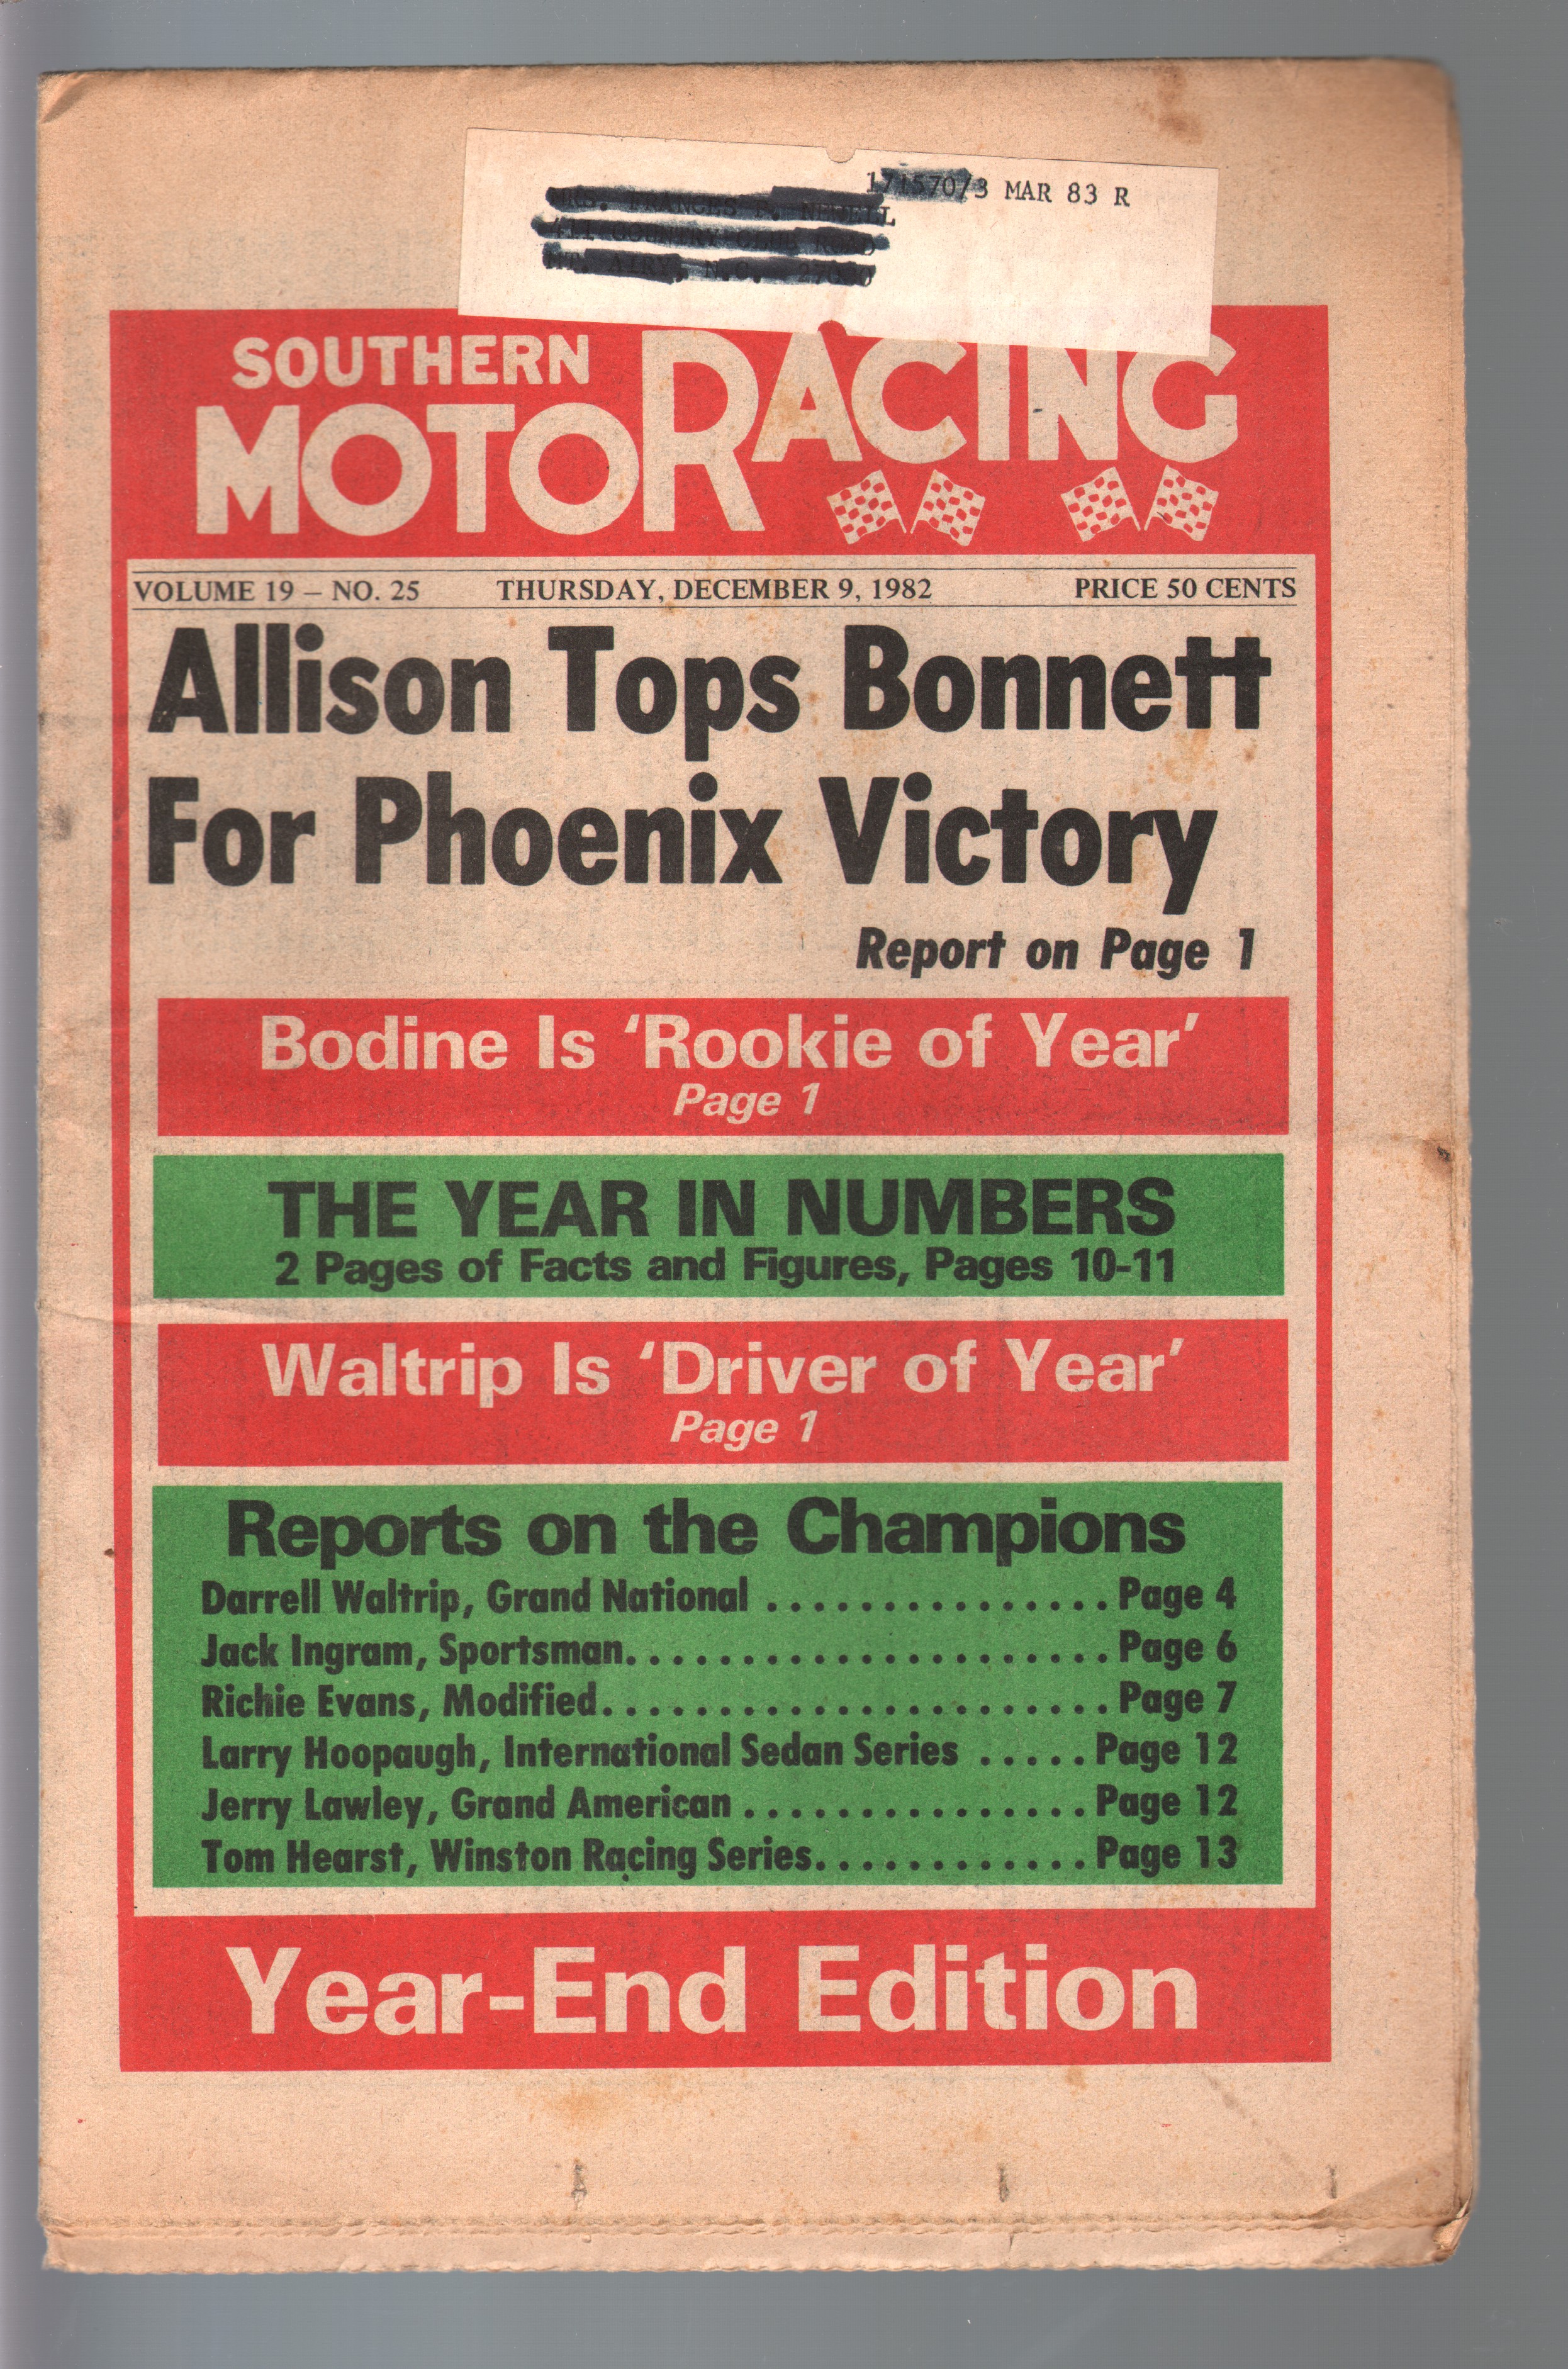 171570/3 MAR 83 R
SOUTHERN
MOTORACING
VOLUME 19 – NO. 25 THURSDAY, DECEMBER 9, 1982 PRICE 50 CENTS
Allison Tops Bonnett
For Phoenix Victory
Report on Page 1
Bodine Is ‘Rookie of Year’
Page 1
THE YEAR IN NUMBERS
2 Pages of Facts and Figures, Pages 10-11
Waltrip Is ‘Driver of Year’
Page 1
Reports on the Champions
Darrell Waltrip, Grand National ............... Page 4
Jack Ingram, Sportsman..................... Page 6
Richie Evans, Modified...................... Page 7
Larry Hoopaugh, International Sedan Series ..... Page 12
Jerry Lawley, Grand American ............... Page 12
Tom Hearst, Winston Racing Series............ Page 13
Year-End Edition